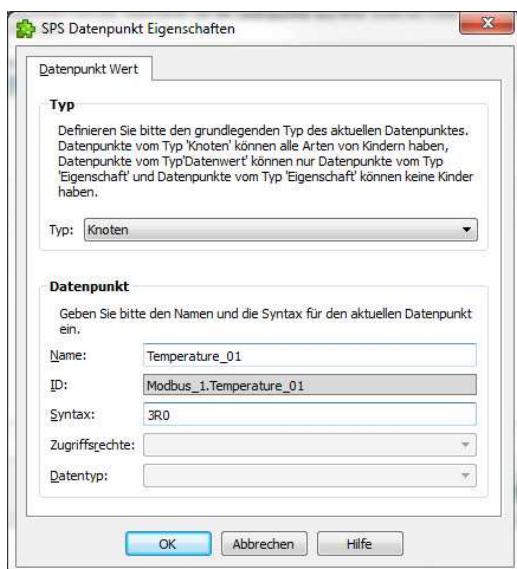 SPS Datenpunkt Eigenschaften
Datenpunkt Wert
Typ
Definieren Sie bitte den grundlegenden Typ des aktuellen Datenpunktes.
Datenpunkte vom Typ 'Knoten' können alle Arten von Kindern haben,
Datenpunkte vom Typ'Datenwert' können nur Datenpunkte vom Typ
'Eigenschaft' und Datenpunkte vom Typ 'Eigenschaft' können keine Kinder
haben.
Typ: Knoten
Datenpunkt
Geben Sie bitte den Namen und die Syntax für den aktuellen Datenpunkt
ein.
Name: Temperature_01
ID: Modbus_1.Temperature_01
Syntax: 3R0
Zugriffsrechte:
Datentyp:
OK Abbrechen Hilfe